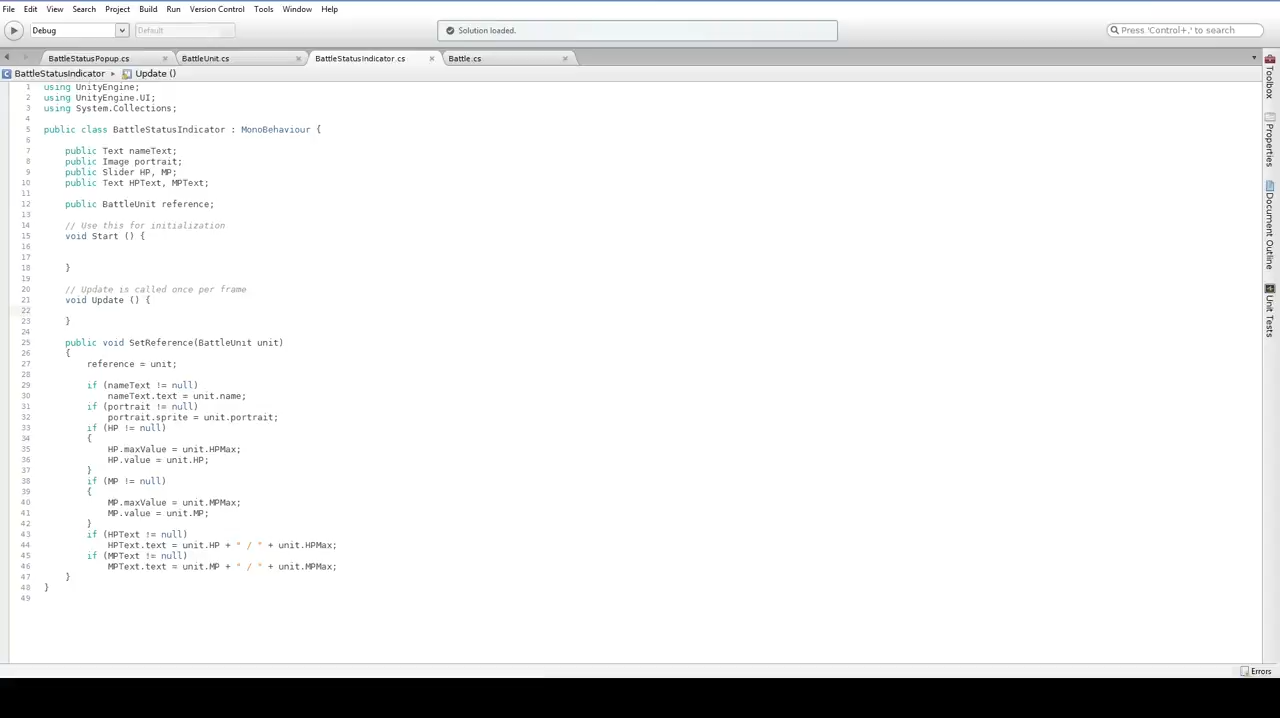 File Edit View Search Project Build Run Version Control Tools Window Help
Debug Default Solution loaded. Press 'Control+,' to search
BattleStatusPopup.cs BattleUnit.cs BattleStatusIndicator.cs Battle.cs
BattleStatusIndicator Update ()
1 using UnityEngine;
2 using UnityEngine.UI;
3 using System.Collections;
4
5 public class BattleStatusIndicator : MonoBehaviour {
6
7 public Text nameText;
8 public Image portrait;
9 public Slider HP, MP;
10 public Text HPText, MPText;
11
12 public BattleUnit reference;
13
14 // Use this for initialization
15 void Start () {
16
17
18 }
19
20 // Update is called once per frame
21 void Update () {
22
23 }
24
25 public void SetReference(BattleUnit unit)
26 {
27 reference = unit;
28
29 if (nameText != null)
30 nameText.text = unit.name;
31 if (portrait != null)
32 portrait.sprite = unit.portrait;
33 if (HP != null)
34 {
35 HP.maxValue = unit.HPMax;
36 HP.value = unit.HP;
37 }
38 if (MP != null)
39 {
40 MP.maxValue = unit.MPMax;
41 MP.value = unit.MP;
42 }
43 if (HPText != null)
44 HPText.text = unit.HP + " / " + unit.HPMax;
45 if (MPText != null)
46 MPText.text = unit.MP + " / " + unit.MPMax;
47 }
48 }
49
Toolbox
Properties
Document Outline
Unit Tests
Errors